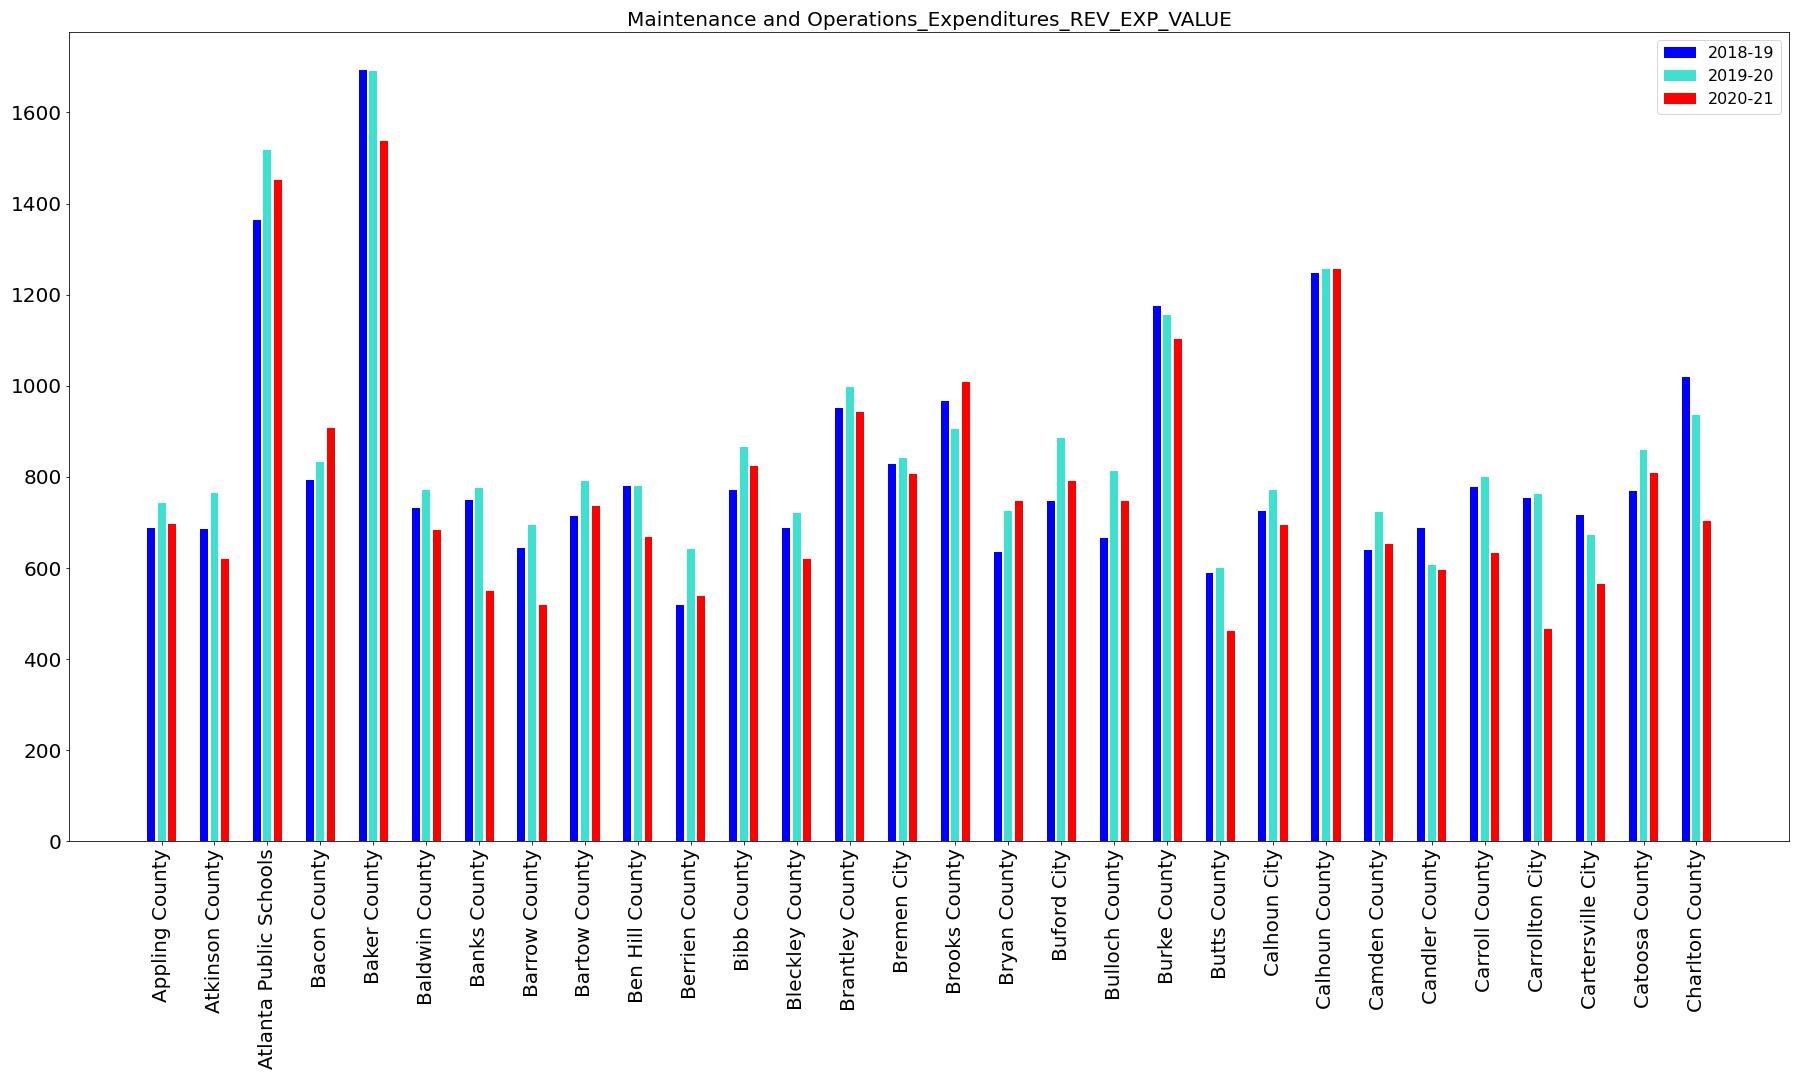 Maintenance and Operations_Expenditures_REV_EXP_VALUE
2018-19
2019-20
2020-21
1600
1400
1200
1000
800
600
400
200
0
Appling County
Atkinson County
Atlanta Public Schools
Bacon County
Baker County
Baldwin County
Banks County
Barrow County
Bartow County
Ben Hill County
Berrien County
Bibb County
Bleckley County
Brantley County
Bremen City
Brooks County
Bryan County
Buford City
Bulloch County
Burke County
Butts County
Calhoun City
Calhoun County
Camden County
Candler County
Carroll County
Carrollton City
Cartersville City
Catoosa County
Charlton County